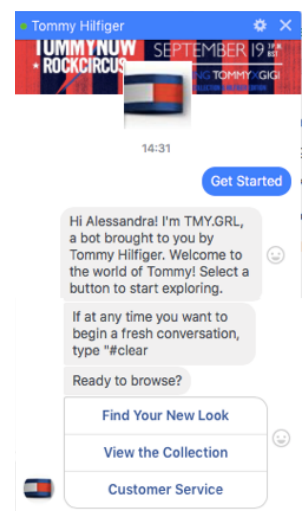 Tommy Hilfiger
TOMMYNOW
ROCKCIRCUS
SEPTEMBER 19
BST
TOMMYXGIGI
14:31
Get Started
Hi Alessandra! I'm TMY.GRL,
a bot brought to you by
Tommy Hilfiger. Welcome to
the world of Tommy! Select a
button to start exploring.
If at any time you want to
begin a fresh conversation,
type "#clear
Ready to browse?
Find Your New Look
View the Collection
Customer Service